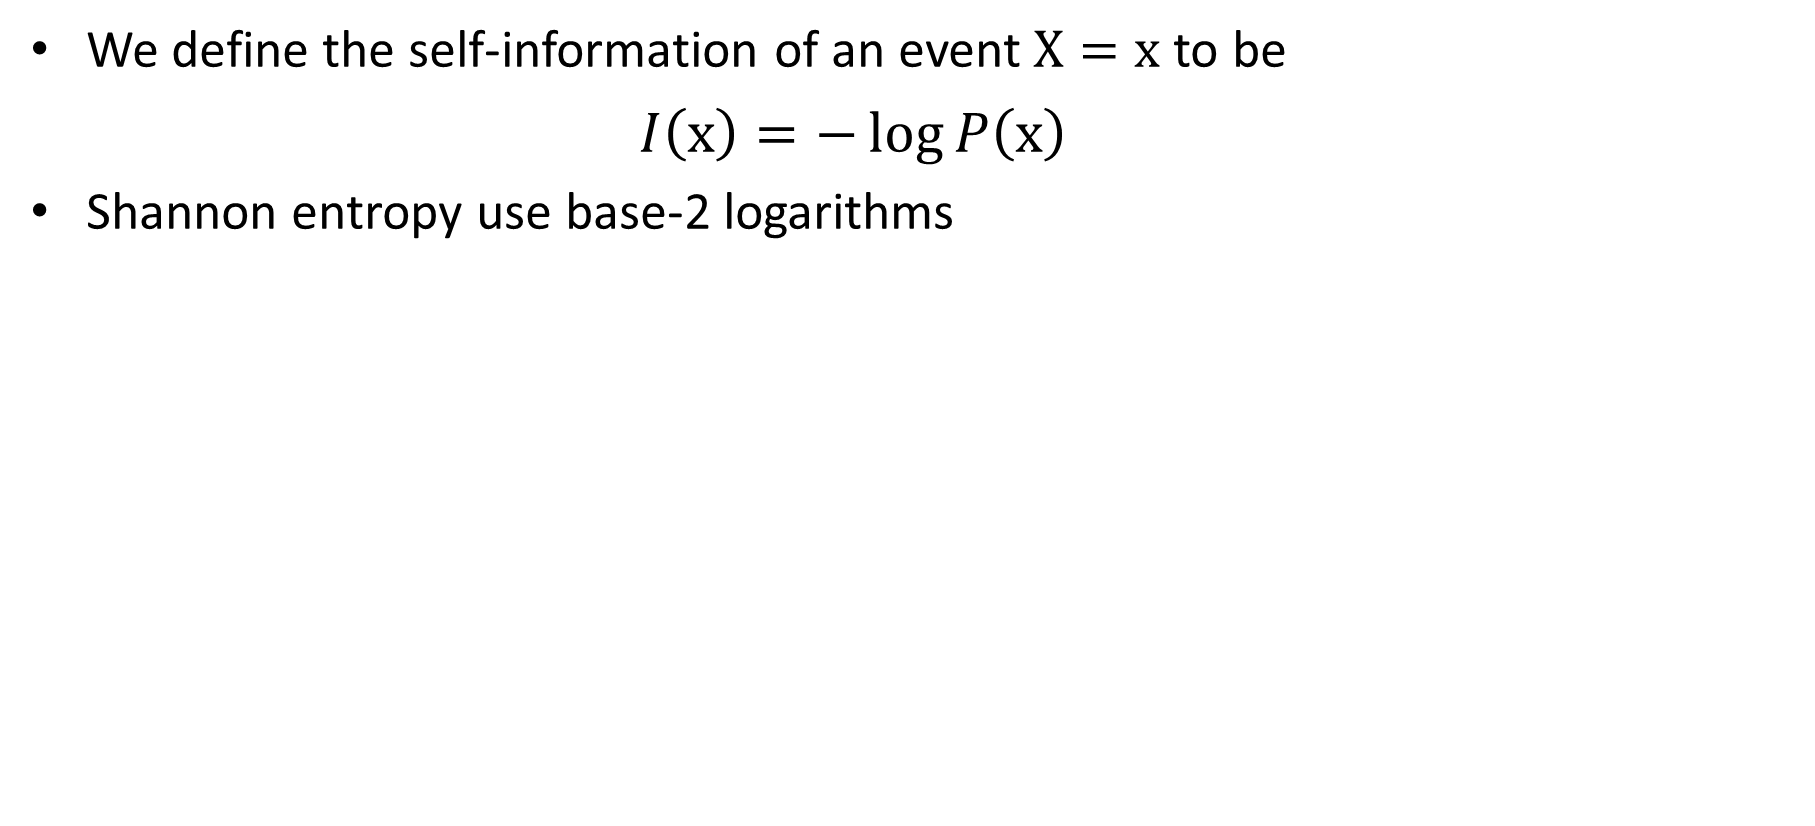 • We define the self-information of an event X = x to be
I(x) = − log P(x)
• Shannon entropy use base-2 logarithms